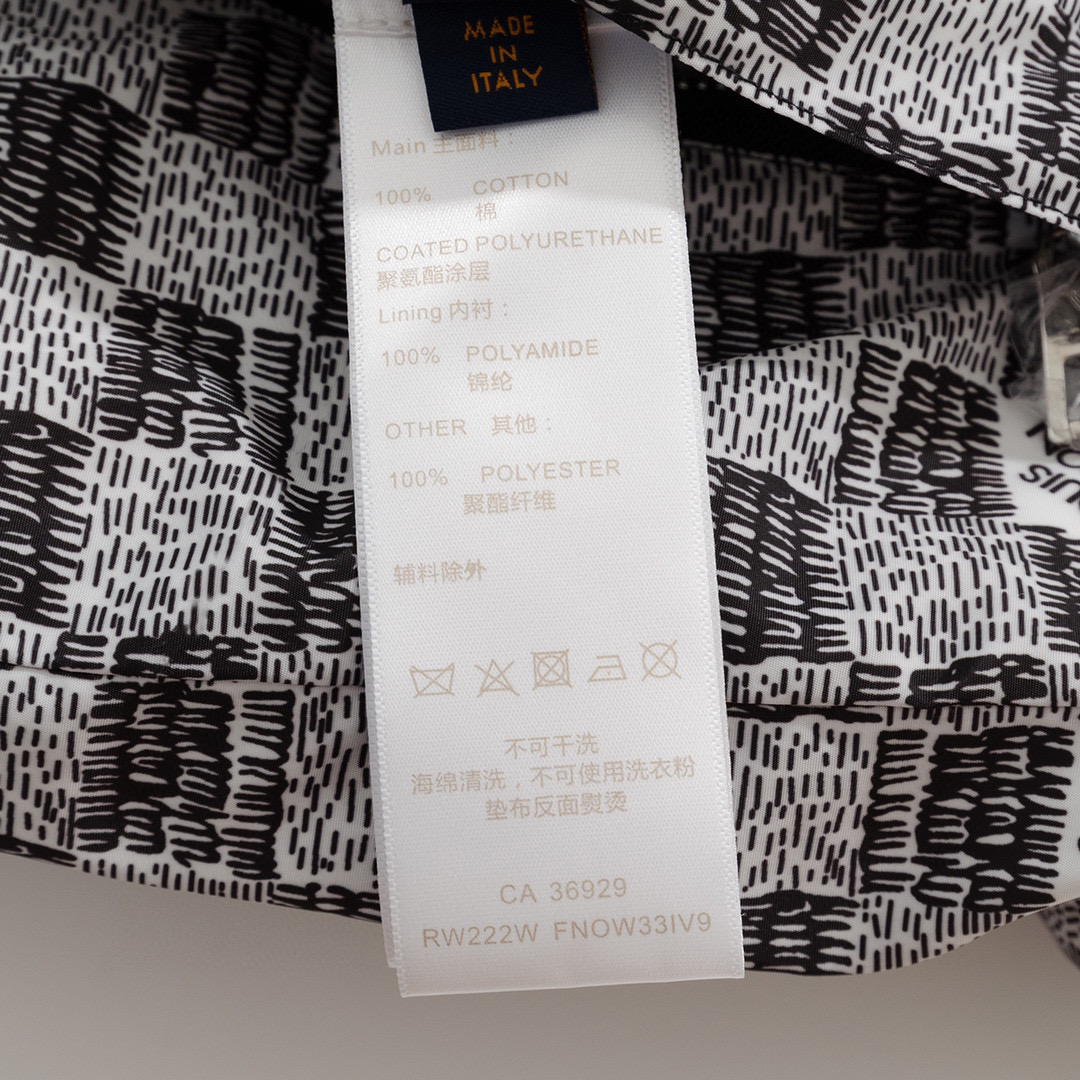 MADE
IN
ITALY
Main 主面料：
100% COTTON
棉
COATED POLYURETHANE
聚氨酯涂层
Lining 内衬：
100% POLYAMIDE
锦纶
OTHER 其他：
100% POLYESTER
聚酯纤维
辅料除外
不可干洗
海绵清洗，不可使用洗衣粉
垫布反面熨烫
CA 36929
RW222W FNOW33IV9